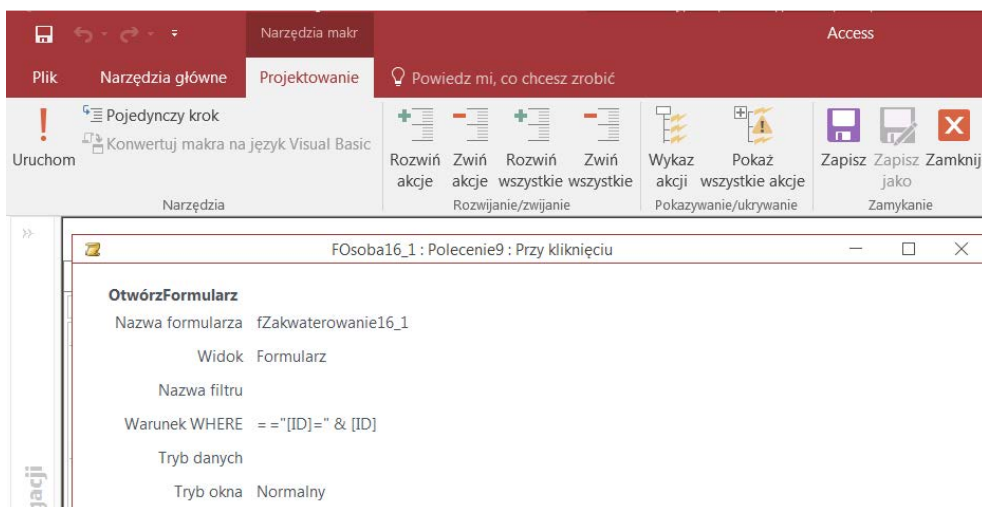 Narzędzia makr
Access
Plik Narzędzia główne Projektowanie Powiedz mi, co chcesz zrobić
Uruchom
Pojedynczy krok
Konwertuj makra na język Visual Basic
Narzędzia
Rozwiń akcje
Zwiń akcje
Rozwiń wszystkie
Zwiń wszystkie
Rozwijanie/zwijanie
Wykaz akcji
Pokaż wszystkie akcje
Pokazywanie/ukrywanie
Zapisz
Zapisz jako
Zamknij
Zamykanie
FOsoba16_1 : Polecenie9 : Przy kliknięciu
OtwórzFormularz
Nazwa formularza fZakwaterowanie16_1
Widok Formularz
Nazwa filtru
Warunek WHERE = ="[ID]=" & [ID]
Tryb danych
Tryb okna Normalny